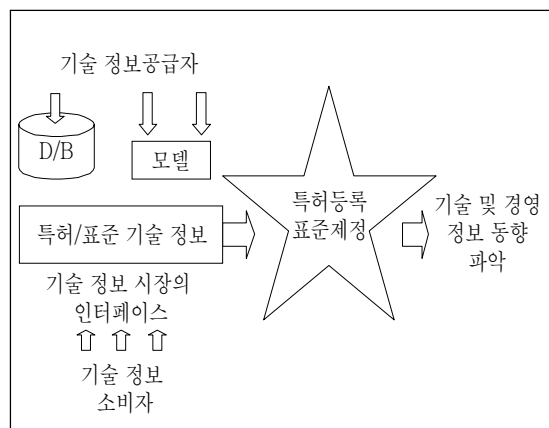 기술 정보공급자
D/B
모델
특허/표준 기술 정보
특허등록
표준제정
기술 및 경영
정보 동향
파악
기술 정보 시장의
인터페이스
기술 정보
소비자